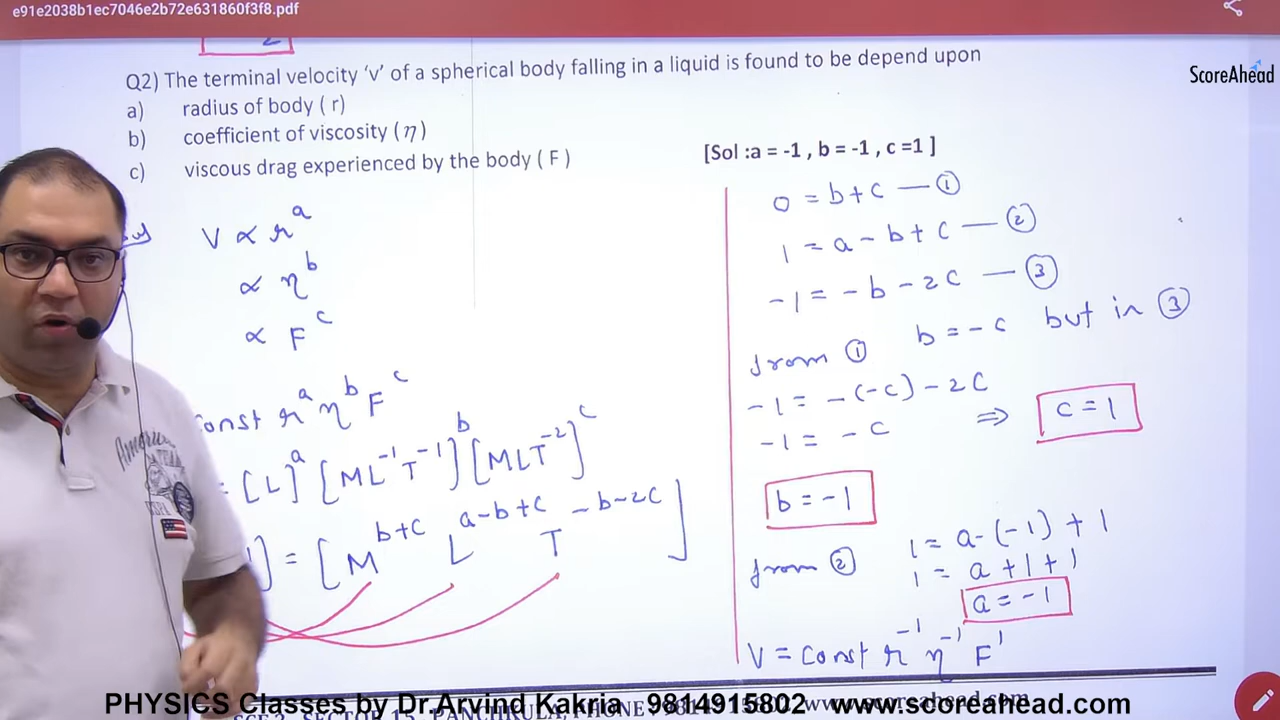 e91e2038b1ec7046e2b72e631860f3f8.pdf
2
Q2) The terminal velocity 'v' of a spherical body falling in a liquid is found to be depend upon
ScoreAhead
a) radius of body ( r)
b) coefficient of viscosity (η)
c) viscous drag experienced by the body ( F )
[Sol :a = -1 , b = -1 , c =1 ]
V ∝ r^a
∝ η^b
∝ F^c
const r^a η^b F^c
= [L]^a [ML^-1T^-1]^b [MLT^-2]^c
] = [M^b+c L^a-b+c T^-b-2c]
0 = b+c — ①
1 = a-b+c — ②
-1 = -b-2c — ③
from ① b = -c but in ③
-1 = -(-c)-2c
-1 = -c ⇒ c = 1
b = -1
from ② 1 = a-(-1)+1
1 = a+1+1
a = -1
V = const r^-1 η^-1 F^1
PHYSICS Classes by Dr.Arvind Kakria 9814915802 www.scoreahead.com